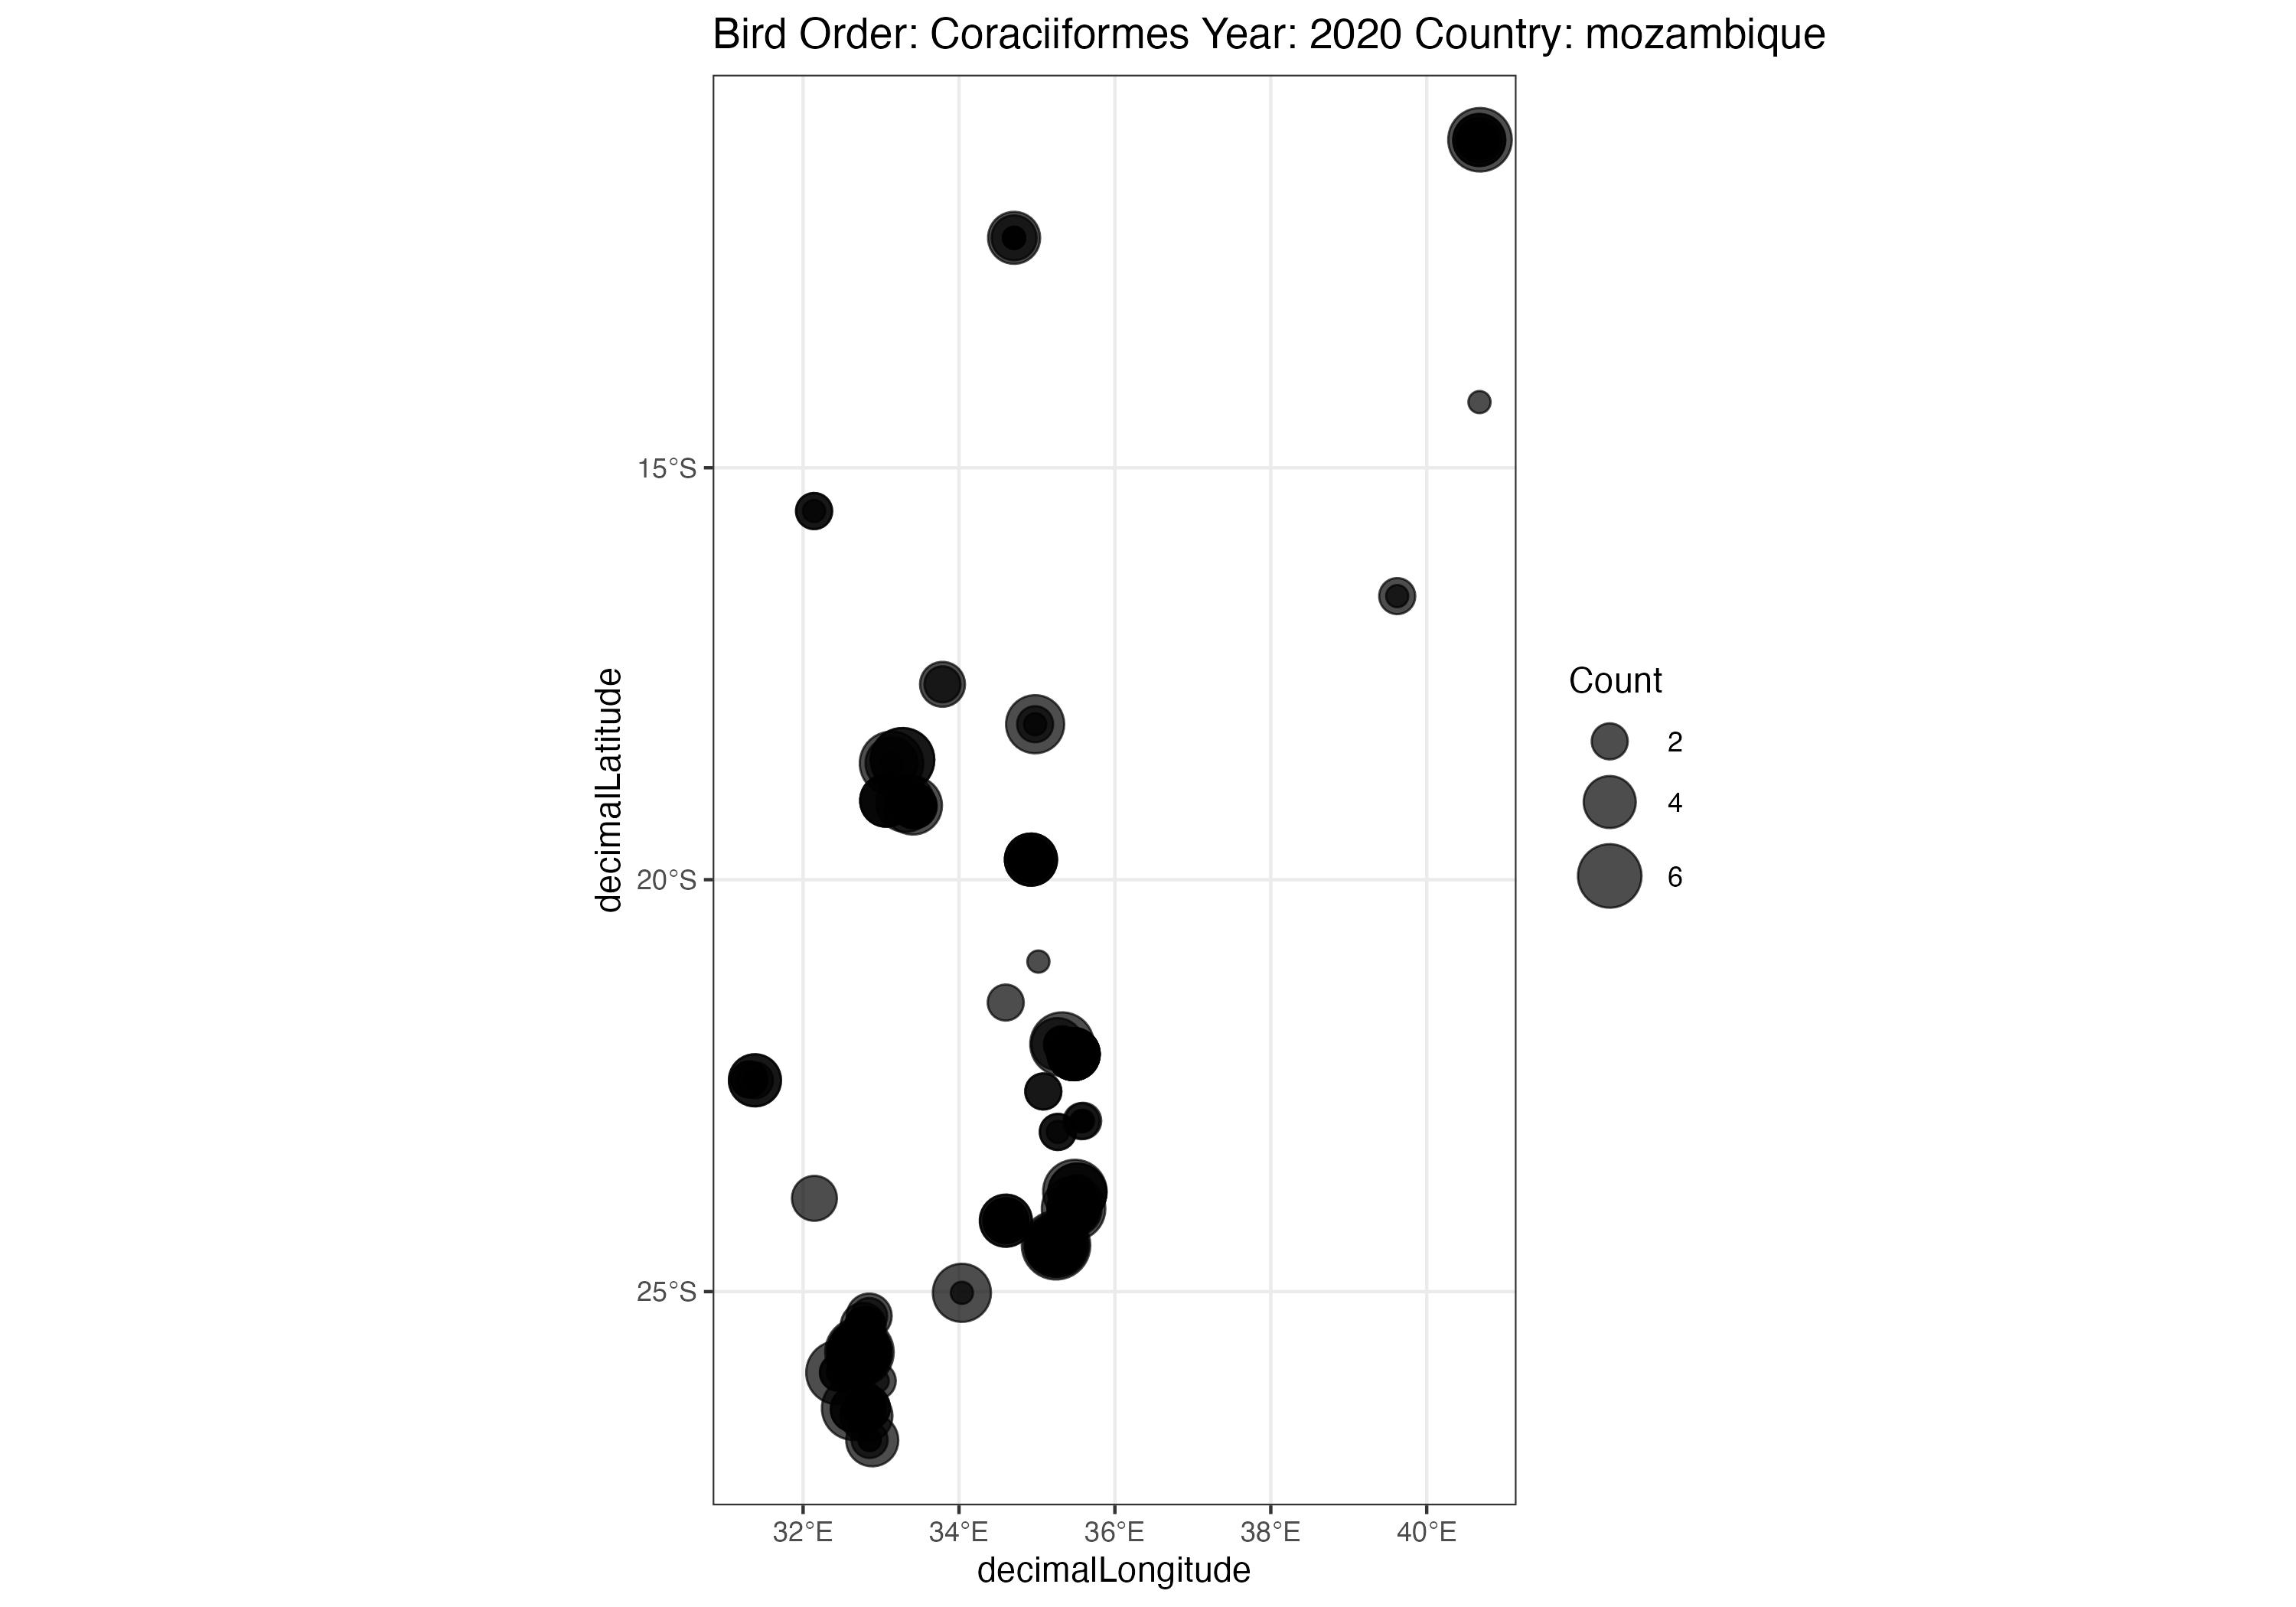 Bird Order: Coraciiformes Year: 2020 Country: mozambique
decimalLatitude
15°S
20°S
25°S
32°E
34°E
36°E
38°E
40°E
decimalLongitude
Count
2
4
6